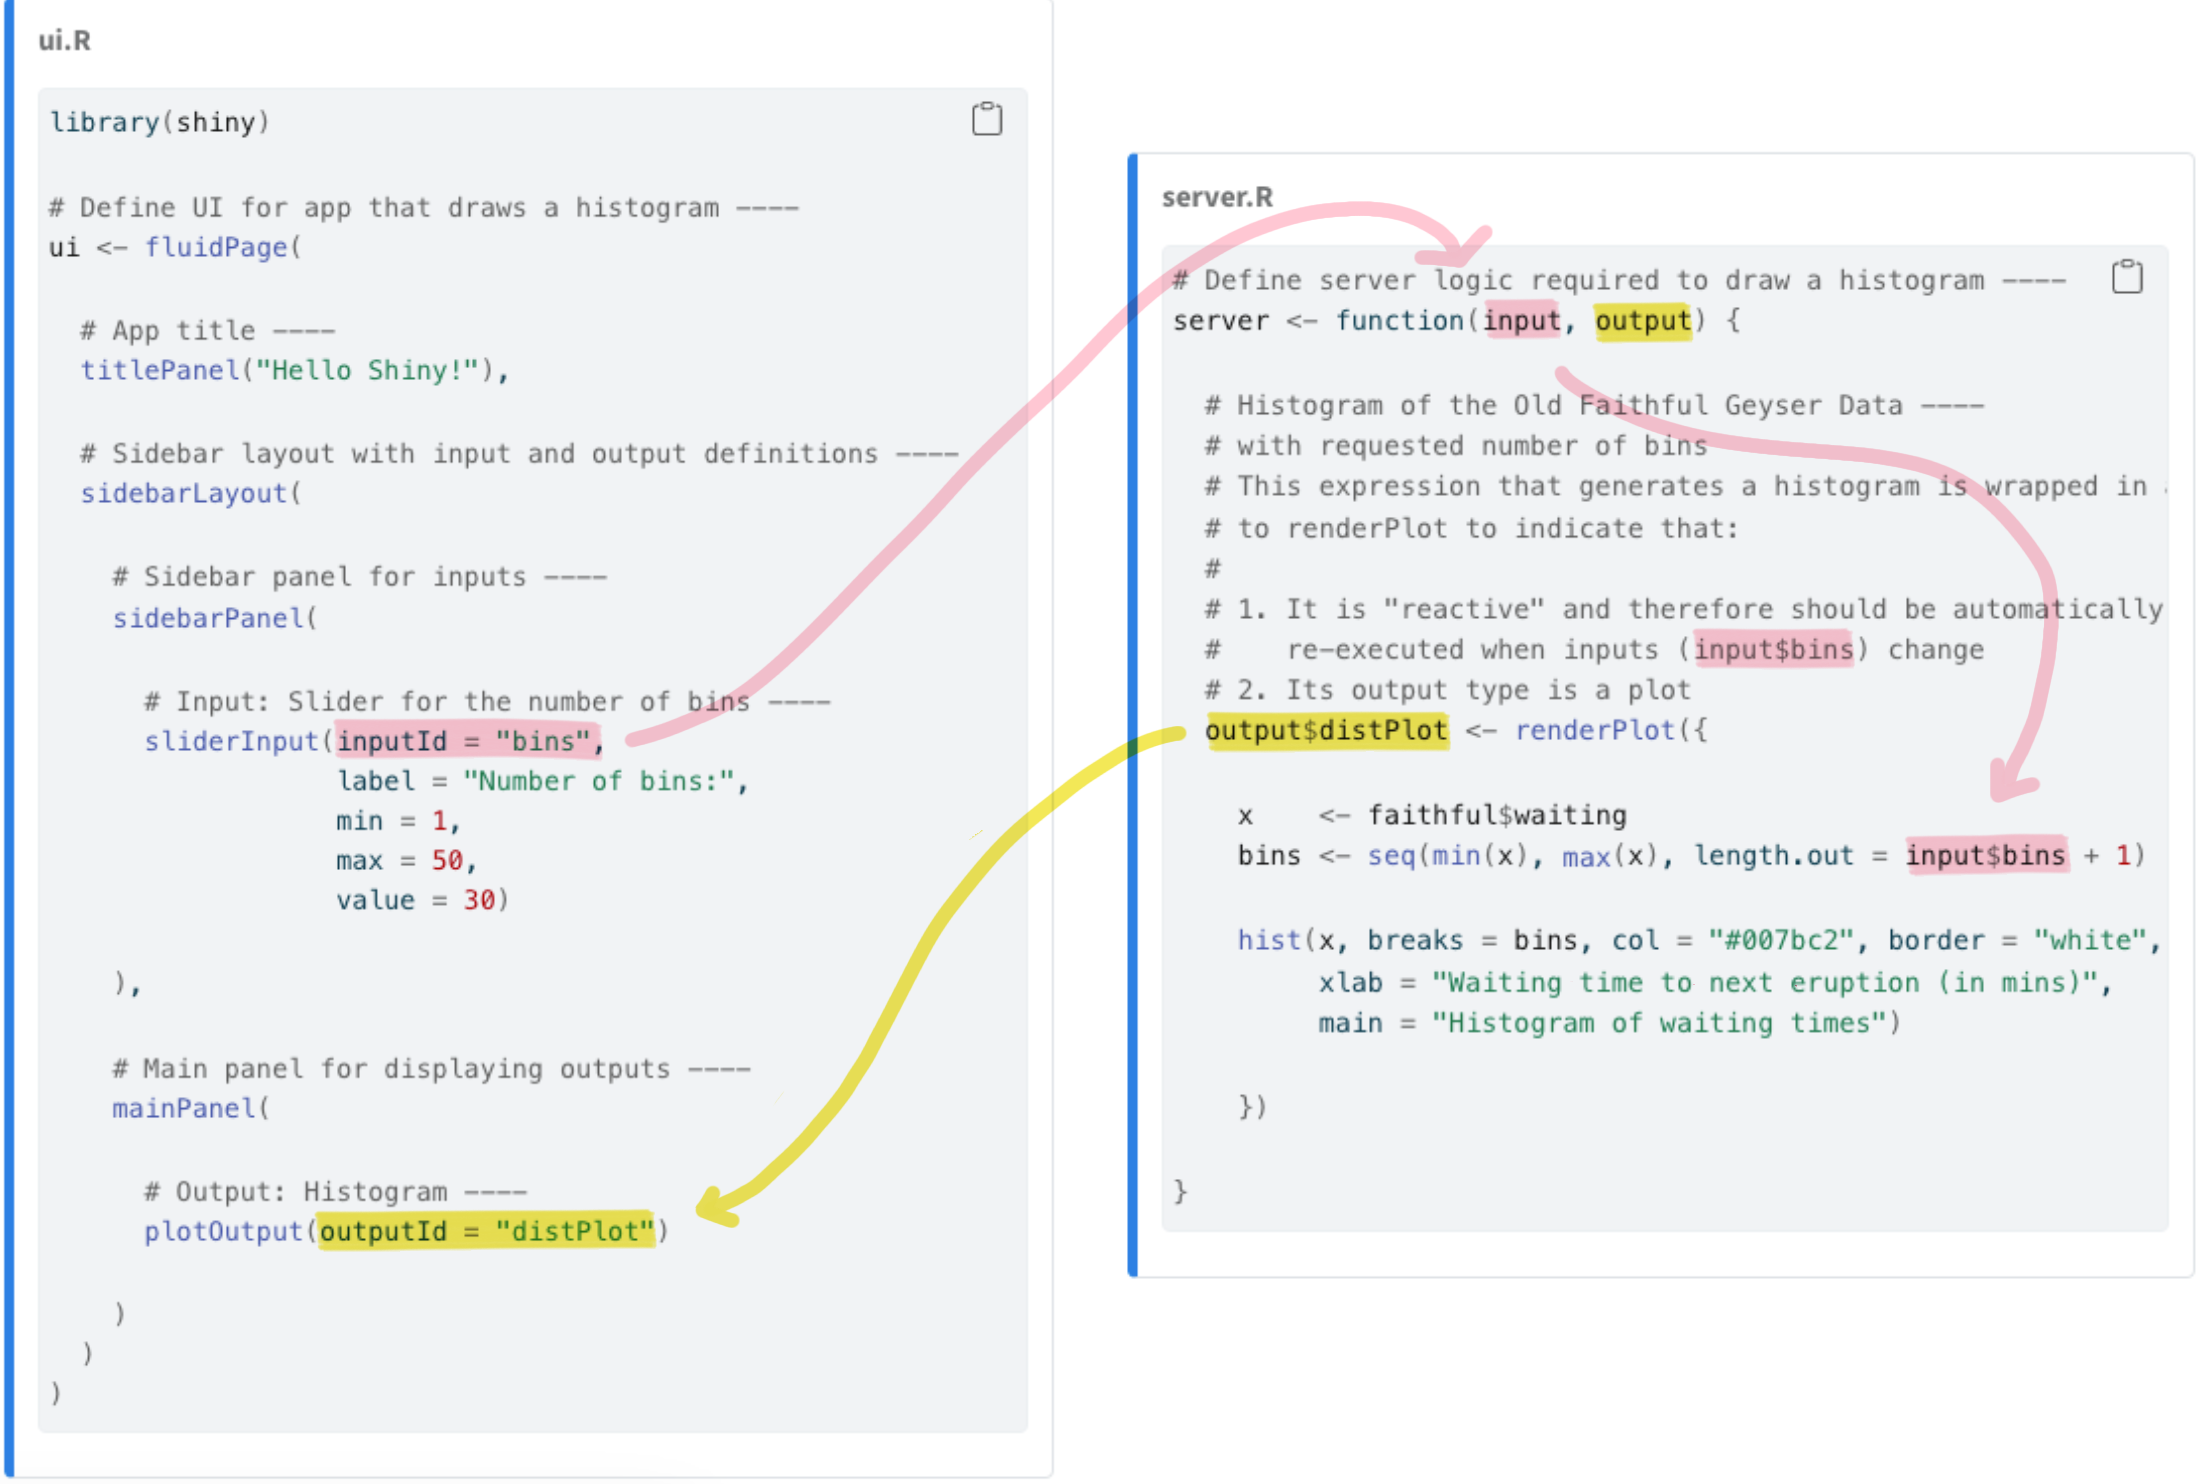 ui.R
library(shiny)
# Define UI for app that draws a histogram ----
ui <- fluidPage(
  # App title ----
  titlePanel("Hello Shiny!"),
  # Sidebar layout with input and output definitions ----
  sidebarLayout(
    # Sidebar panel for inputs ----
    sidebarPanel(
      # Input: Slider for the number of bins ----
      sliderInput(inputId = "bins",
                  label = "Number of bins:",
                  min = 1,
                  max = 50,
                  value = 30)
    ),
    # Main panel for displaying outputs ----
    mainPanel(
      # Output: Histogram ----
      plotOutput(outputId = "distPlot")
    )
  )
)
server.R
# Define server logic required to draw a histogram ----
server <- function(input, output) {
  # Histogram of the Old Faithful Geyser Data ----
  # with requested number of bins
  # This expression that generates a histogram is wrapped in
  # to renderPlot to indicate that:
  #
  # 1. It is "reactive" and therefore should be automatically
  #    re-executed when inputs (input$bins) change
  # 2. Its output type is a plot
  output$distPlot <- renderPlot({
    x    <- faithful$waiting
    bins <- seq(min(x), max(x), length.out = input$bins + 1)
    hist(x, breaks = bins, col = "#007bc2", border = "white",
         xlab = "Waiting time to next eruption (in mins)",
         main = "Histogram of waiting times")
    })
}